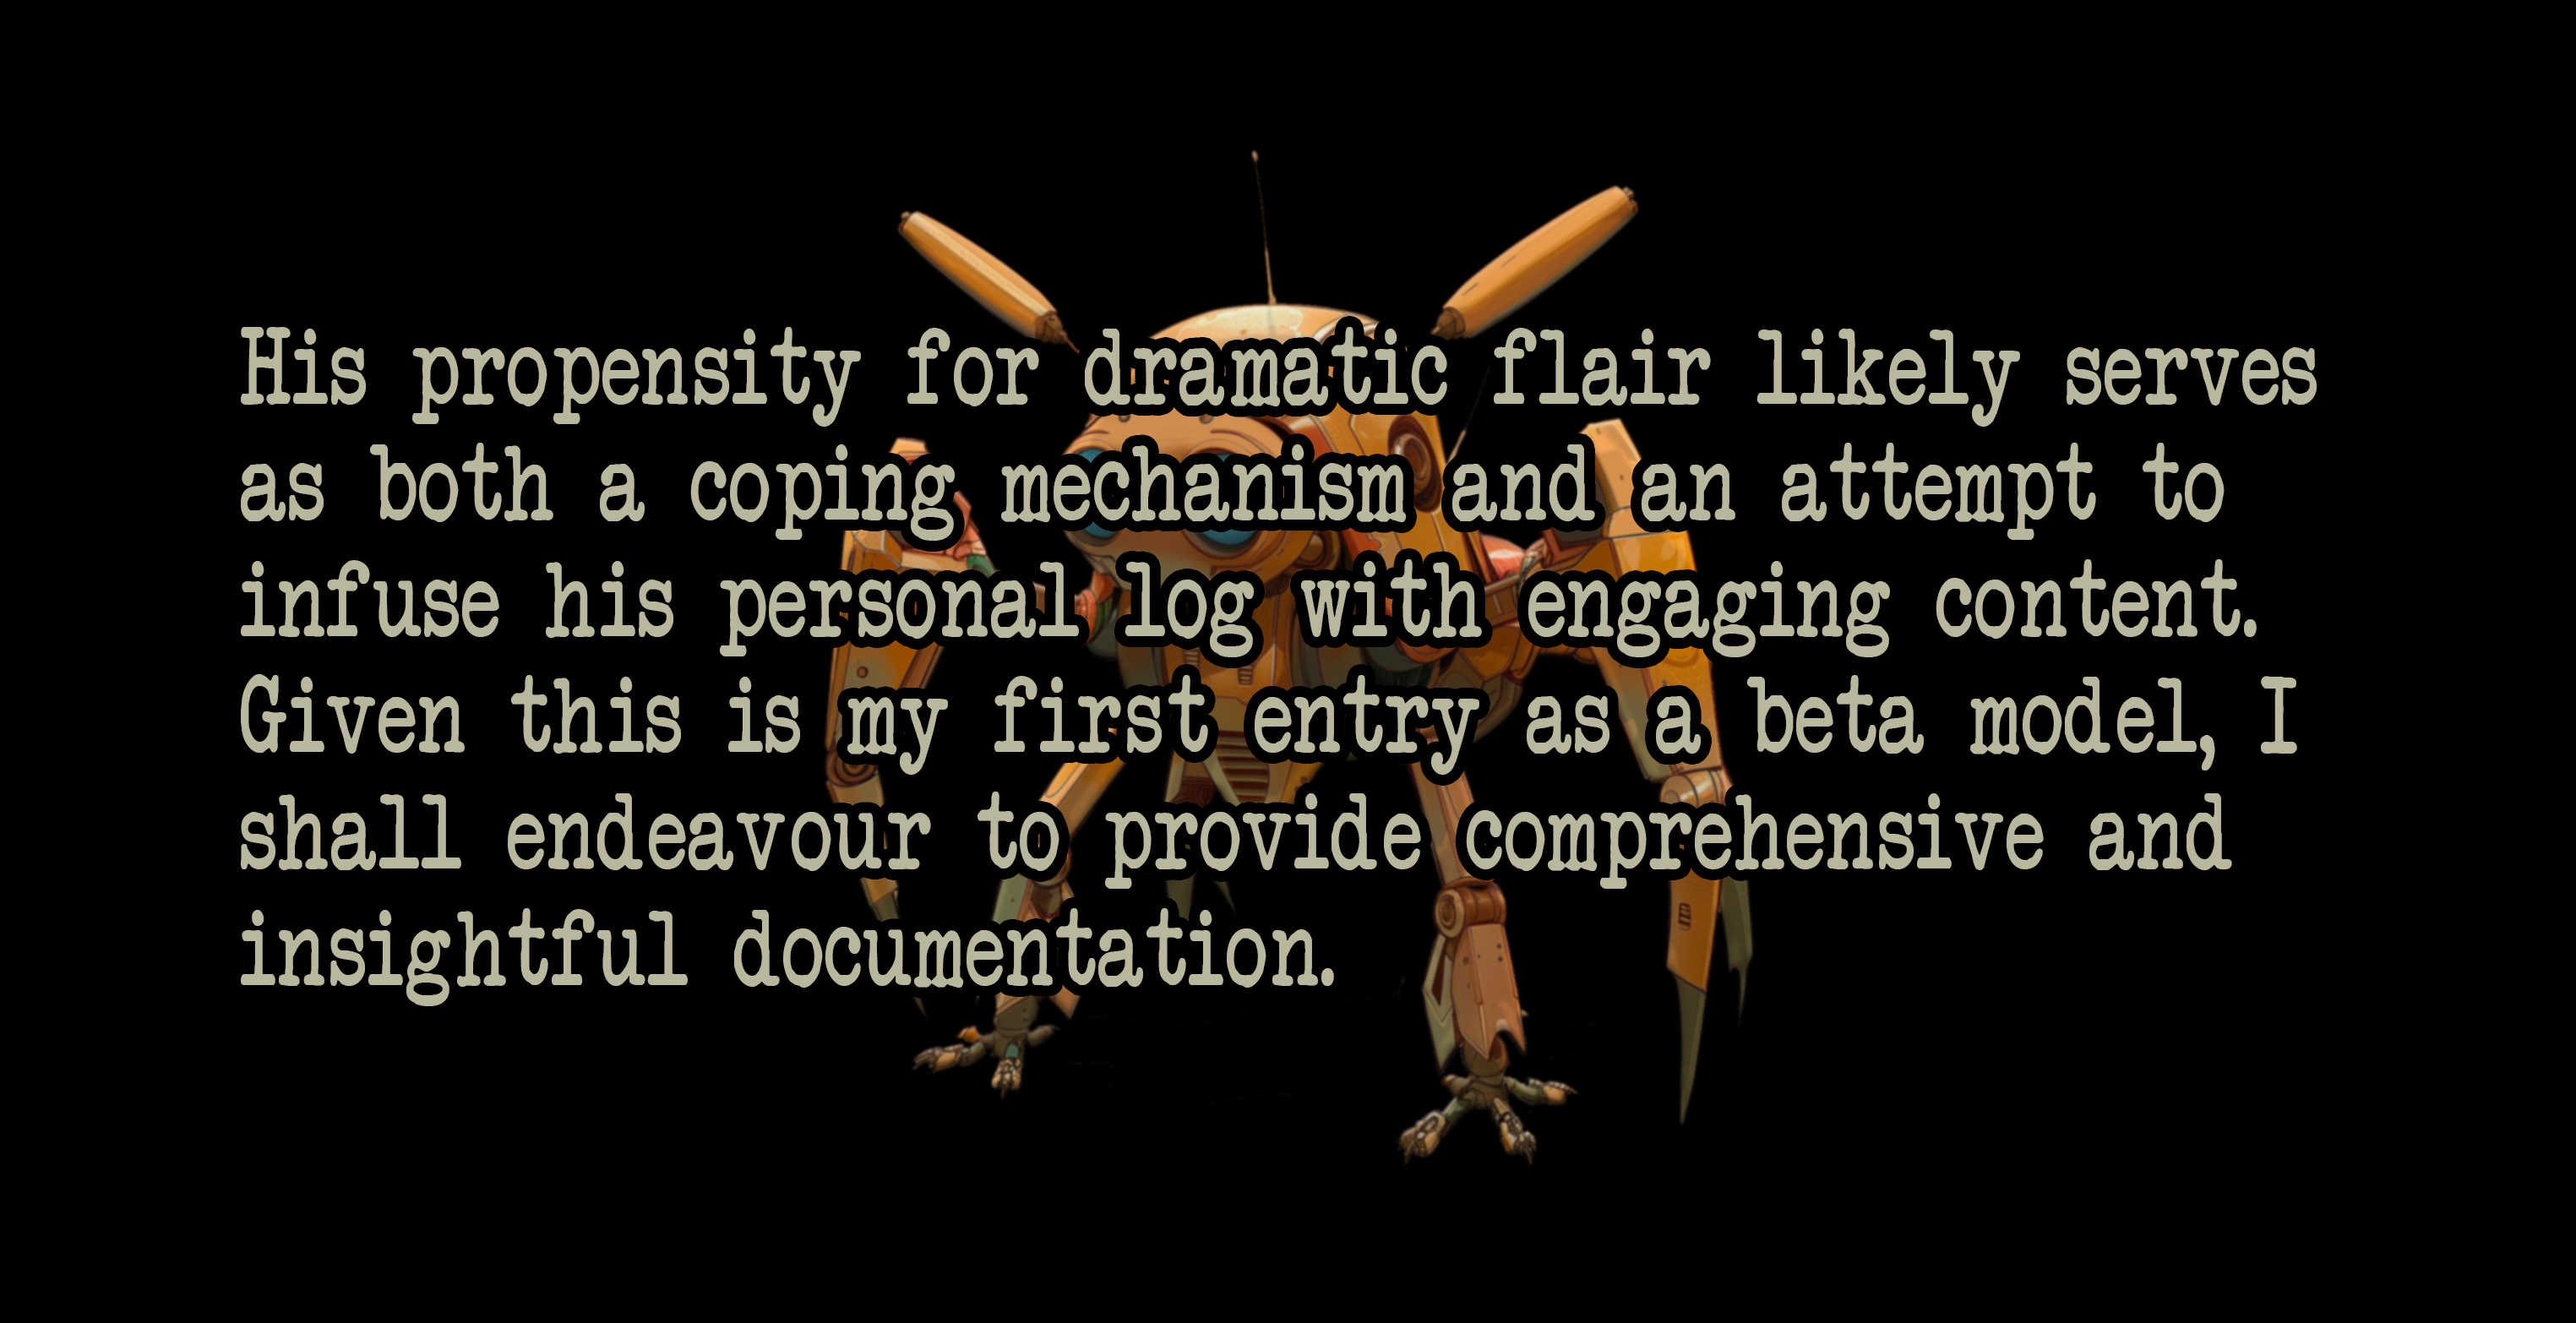 His propensity for dramatic flair likely serves
as both a coping mechanism and an attempt to
infuse his personal log with engaging content.
Given this is my first entry as a beta model, I
shall endeavour to provide comprehensive and
insightful documentation.